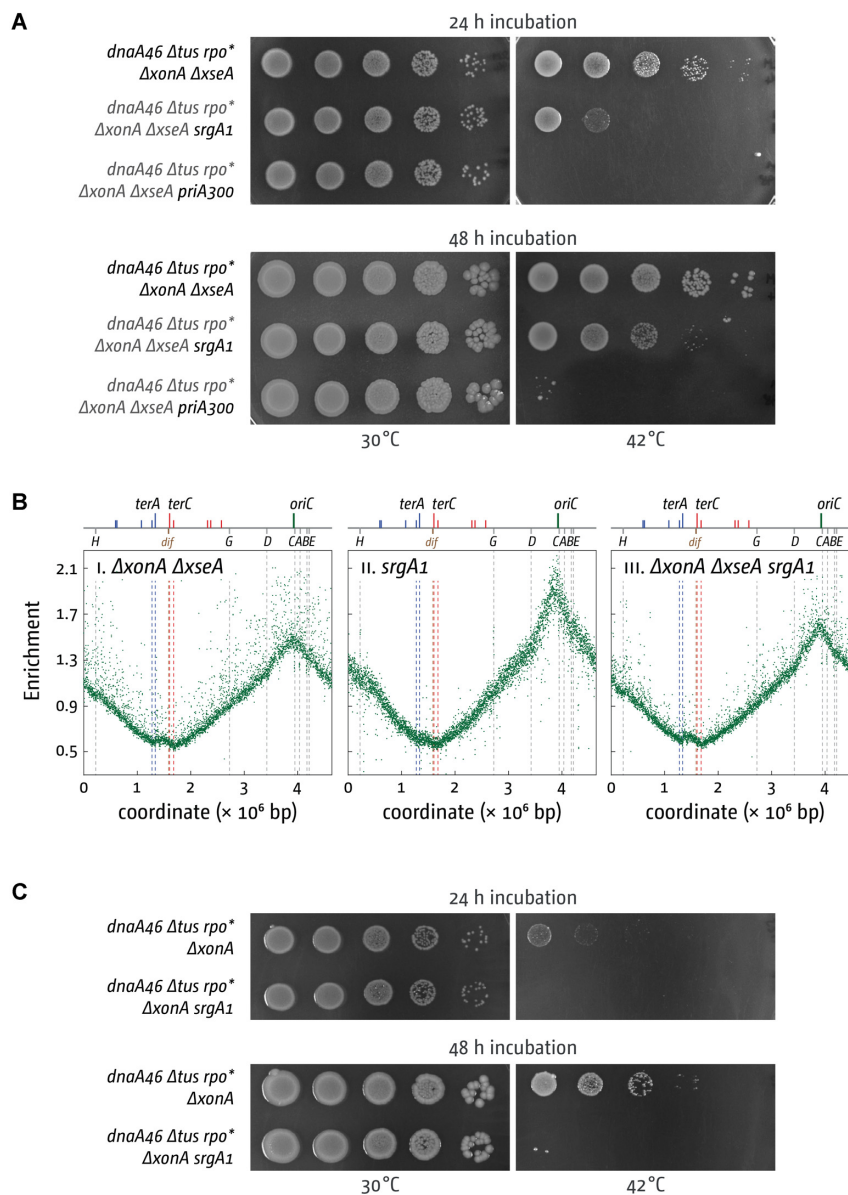 A
24 h incubation
dnaA46 Δtus rpo*
ΔxonA ΔxseA
dnaA46 Δtus rpo*
ΔxonA ΔxseA srgA1
dnaA46 Δtus rpo*
ΔxonA ΔxseA priA300
48 h incubation
dnaA46 Δtus rpo*
ΔxonA ΔxseA
dnaA46 Δtus rpo*
ΔxonA ΔxseA srgA1
dnaA46 Δtus rpo*
ΔxonA ΔxseA priA300
30°C 42°C
B
terA terC oriC terA terC oriC terA terC oriC
H dif G D CABE H dif G D CABE H dif G D CABE
I. ΔxonA ΔxseA II. srgA1 III. ΔxonA ΔxseA srgA1
Enrichment
2.1
1.7
1.3
0.9
0.5
0 1 2 3 4 0 1 2 3 4 0 1 2 3 4
coordinate (× 10⁶ bp) coordinate (× 10⁶ bp) coordinate (× 10⁶ bp)
C
24 h incubation
dnaA46 Δtus rpo*
ΔxonA
dnaA46 Δtus rpo*
ΔxonA srgA1
48 h incubation
dnaA46 Δtus rpo*
ΔxonA
dnaA46 Δtus rpo*
ΔxonA srgA1
30°C 42°C